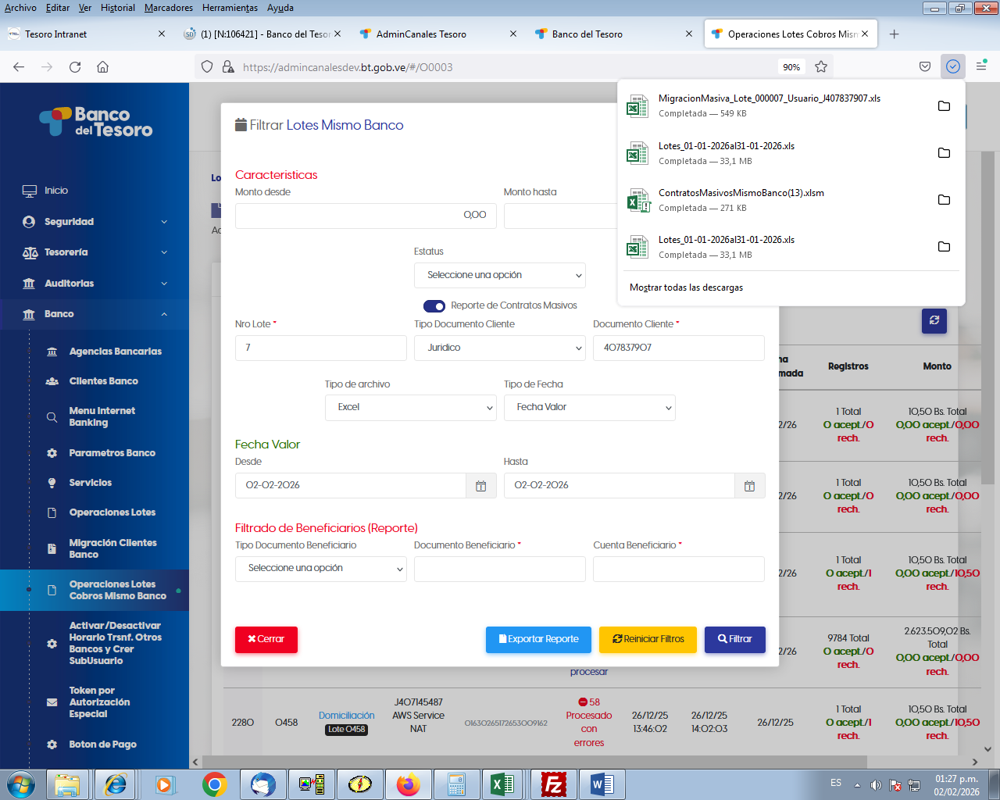 Archivo Editar Ver Historial Marcadores Herramientas Ayuda
Tesoro Intranet
(1) [N:106421] - Banco del Tesor
AdminCanales Tesoro
Banco del Tesoro
Operaciones Lotes Cobros Mism
https://admincanalesdev.bt.gob.ve/#/O0003
90%
Banco
del Tesoro
Inicio
Seguridad
Tesorería
Auditorias
Banco
Agencias Bancarias
Clientes Banco
Menu Internet
Banking
Parametros Banco
Servicios
Operaciones Lotes
Migración Clientes
Banco
Operaciones Lotes
Cobros Mismo Banco
Activar/Desactivar
Horario Trsnf. Otros
Bancos y Crer
SubUsuario
Token por
Autorización
Especial
Boton de Pago
Lo
Ac
Filtrar Lotes Mismo Banco
Caracteristicas
Monto desde
Monto hasta
0,00
Estatus
Seleccione una opción
Reporte de Contratos Masivos
Nro Lote *
Tipo Documento Cliente
Documento Cliente *
7
Juridico
407837907
Tipo de archivo
Tipo de Fecha
Excel
Fecha Valor
Fecha Valor
Desde
Hasta
02-02-2026
02-02-2026
Filtrado de Beneficiarios (Reporte)
Tipo Documento Beneficiario
Documento Beneficiario *
Cuenta Beneficiario *
Seleccione una opción
Cerrar
Exportar Reporte
Reiniciar Filtros
Filtrar
MigracionMasiva_Lote_000007_Usuario_J407837907.xls
Completada — 549 KB
Lotes_01-01-2026al31-01-2026.xls
Completada — 33,1 MB
ContratosMasivosMismoBanco(13).xlsm
Completada — 271 KB
Lotes_01-01-2026al31-01-2026.xls
Completada — 33,1 MB
Mostrar todas las descargas
na
mada
Registros
Monto
2/26
1 Total
0 acept./0
rech.
10,50 Bs. Total
0,00 acept./0,00
rech.
2/26
1 Total
0 acept./0
rech.
10,50 Bs. Total
0,00 acept./0,00
rech.
2/26
1 Total
0 acept./1
rech.
10,50 Bs. Total
0,00 acept./10,50
rech.
procesar
2/26
9784 Total
0 acept./0
rech.
2.623.509,02 Bs.
Total
0,00 acept./0,00
rech.
2280
0458
Domiciliación
Lote 0458
J407145487
AWS Service
NAT
01630265172653009162
58
Procesado
con
errores
26/12/25
13:46:02
26/12/25
14:02:03
26/12/25
1 Total
0 acept./1
rech.
10,50 Bs. Total
0,00 acept./10,50
rech.
ES
01:27 p.m.
02/02/2026